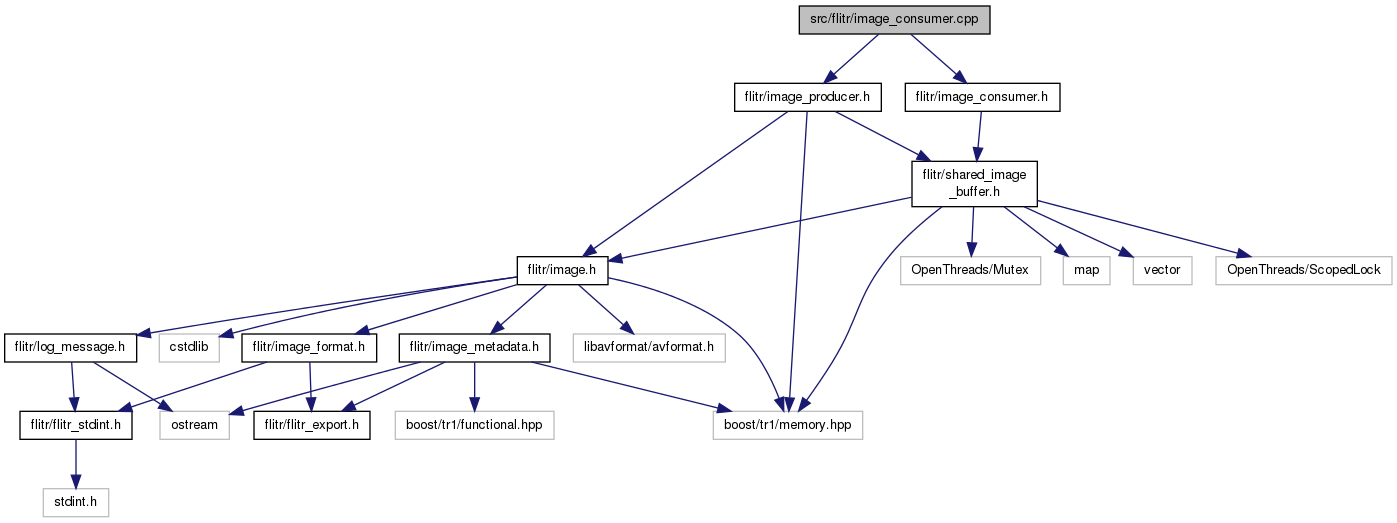 src/flitr/image_consumer.cpp
flitr/image_producer.h
flitr/image_consumer.h
flitr/shared_image
_buffer.h
flitr/image.h
OpenThreads/Mutex
map
vector
OpenThreads/ScopedLock
flitr/log_message.h
cstdlib
flitr/image_format.h
flitr/image_metadata.h
libavformat/avformat.h
flitr/flitr_stdint.h
ostream
flitr/flitr_export.h
boost/tr1/functional.hpp
boost/tr1/memory.hpp
stdint.h